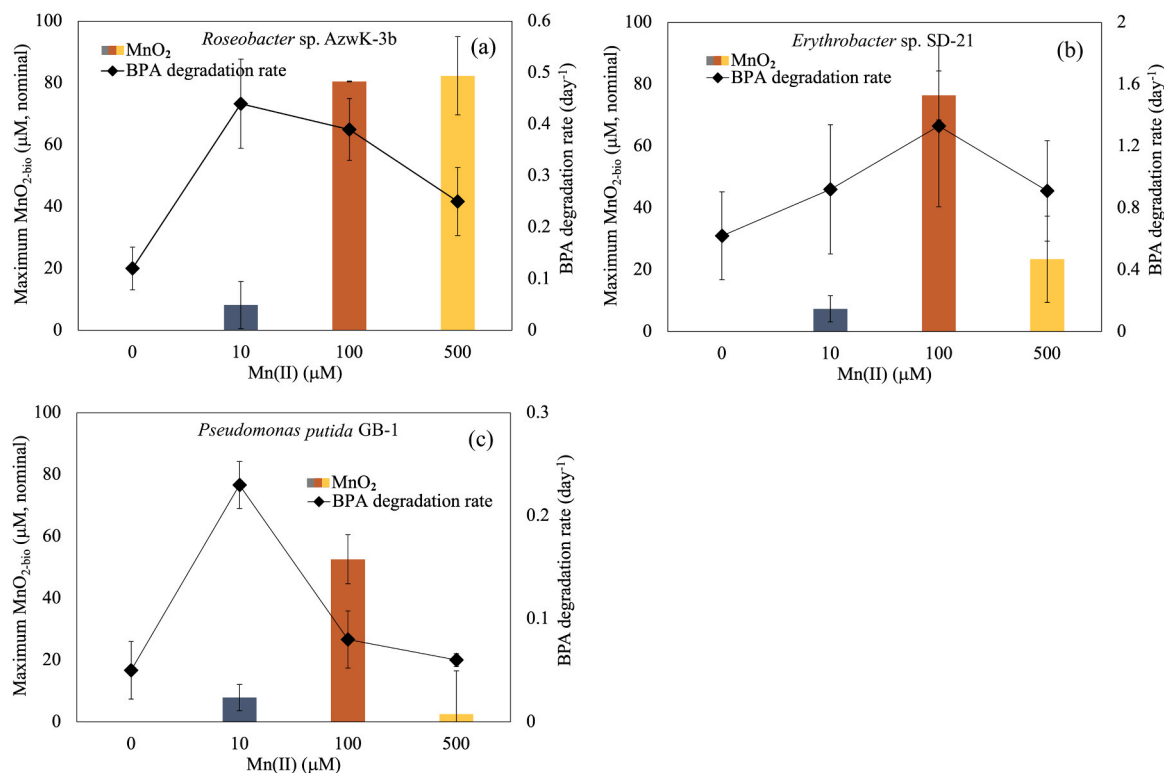 Roseobacter sp. AzwK-3b (a)
MnO₂
BPA degradation rate
Maximum MnO₂₋bio (μM, nominal)
100
80
60
40
20
0
BPA degradation rate (day⁻¹)
0.6
0.5
0.4
0.3
0.2
0.1
0
0 10 100 500
Mn(II) (μM)
Erythrobacter sp. SD-21 (b)
MnO₂
BPA degradation rate
Maximum MnO₂₋bio (μM, nominal)
100
80
60
40
20
0
BPA degradation rate (day⁻¹)
2
1.6
1.2
0.8
0.4
0
0 10 100 500
Mn(II) (μM)
Pseudomonas putida GB-1 (c)
MnO₂
BPA degradation rate
Maximum MnO₂₋bio (μM, nominal)
100
80
60
40
20
0
BPA degradation rate (day⁻¹)
0.3
0.2
0.1
0
0 10 100 500
Mn(II) (μM)